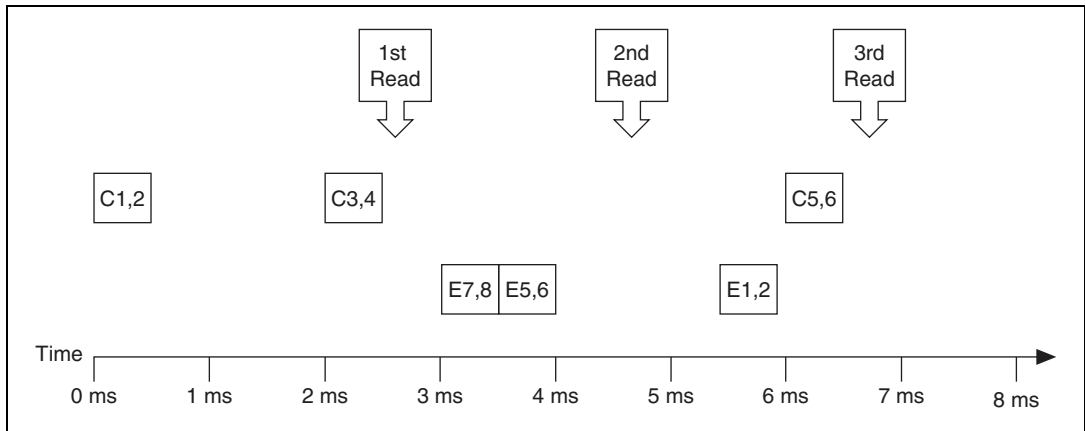 1st
Read
2nd
Read
3rd
Read
C1,2
C3,4
C5,6
E7,8
E5,6
E1,2
Time
0 ms
1 ms
2 ms
3 ms
4 ms
5 ms
6 ms
7 ms
8 ms